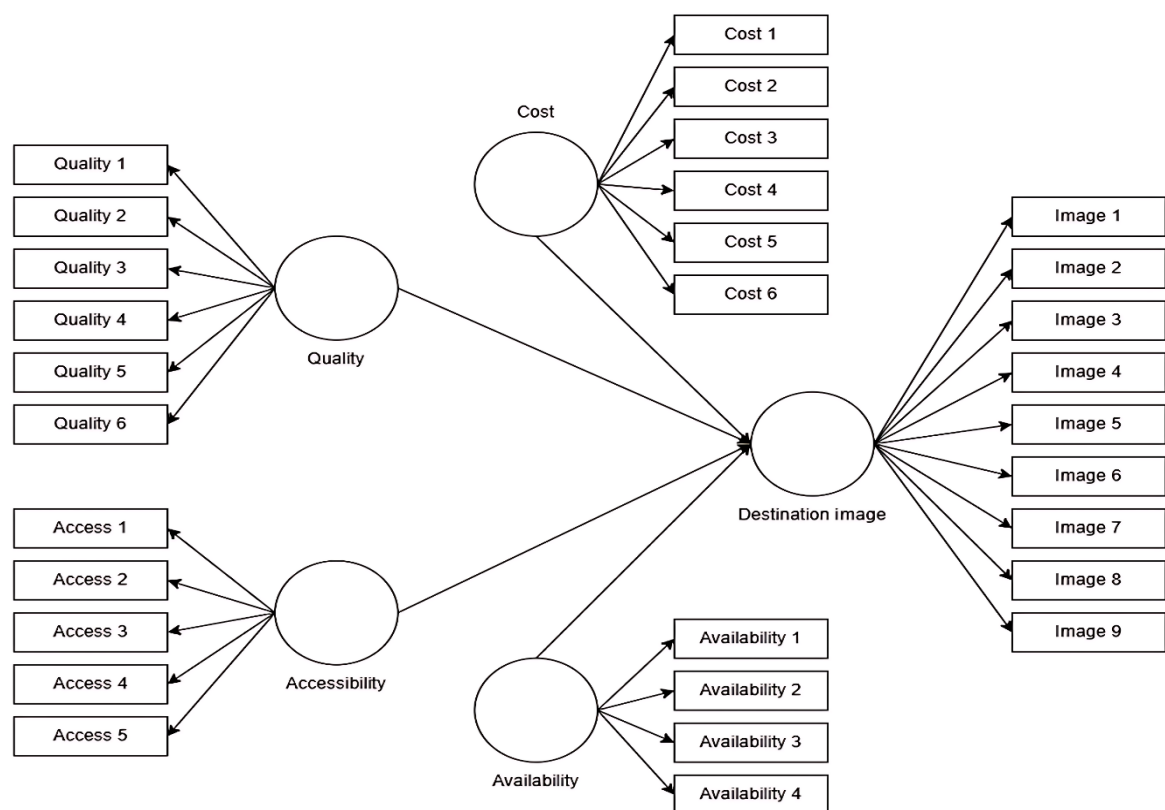 Cost 1
Cost 2
Cost 3
Cost 4
Cost 5
Cost 6
Cost
Quality 1
Quality 2
Quality 3
Quality 4
Quality 5
Quality 6
Quality
Image 1
Image 2
Image 3
Image 4
Image 5
Image 6
Image 7
Image 8
Image 9
Destination image
Access 1
Access 2
Access 3
Access 4
Access 5
Accessibility
Availability 1
Availability 2
Availability 3
Availability 4
Availability